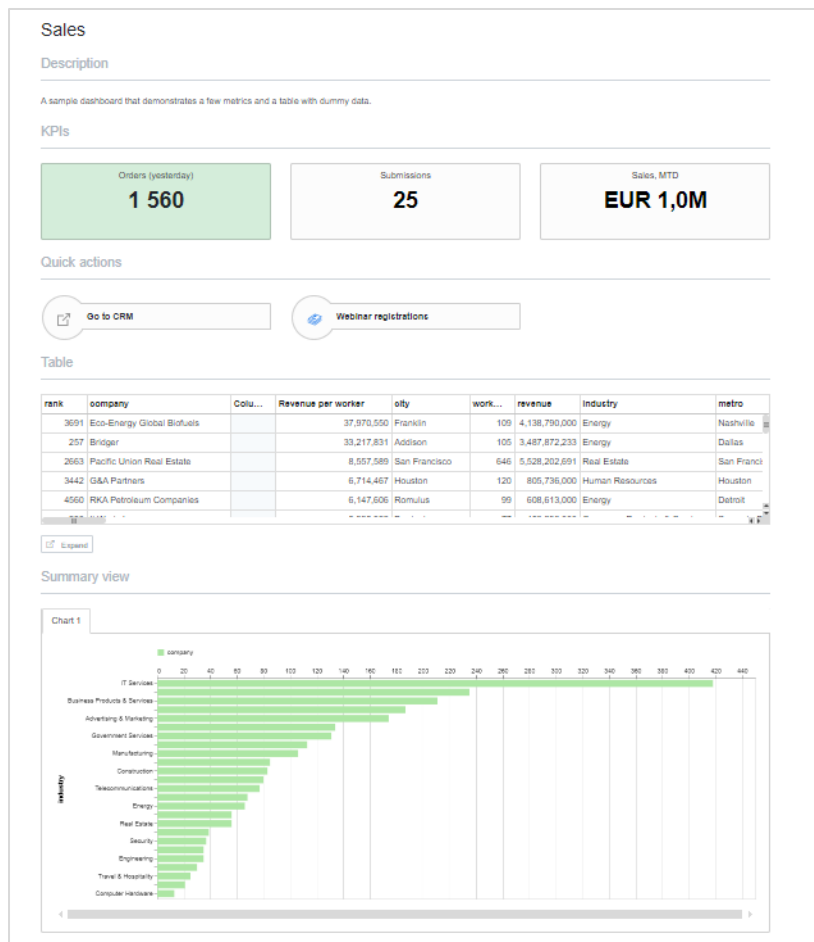 Sales
Description
A sample dashboard that demonstrates a few metrics and a table with dummy data.
KPIs
Orders (yesterday) Submissions Sales, MTD
1 560 25 EUR 1,0M
Quick actions
Go to CRM Webinar registrations
Table
rank company Colu... Revenue per worker city work... revenue industry metro
3691 Eco-Energy Global Biofuels 37,970,550 Franklin 109 4,138,790,000 Energy Nashville
257 Bridger 33,217,831 Addison 105 3,487,872,233 Energy Dallas
2663 Pacific Union Real Estate 8,557,589 San Francisco 646 5,528,202,691 Real Estate San Franci
3442 G&A Partners 6,714,467 Houston 120 805,736,000 Human Resources Houston
4560 RKA Petroleum Companies 6,147,606 Romulus 99 608,613,000 Energy Detroit
Expand
Summary view
Chart 1
company
0 20 40 60 80 100 120 140 160 180 200 220 240 260 280 300 320 340 360 380 400 420 440
IT Services
Business Products & Services
Advertising & Marketing
Government Services
Manufacturing
Construction
Telecommunications
industry
Energy
Real Estate
Security
Engineering
Travel & Hospitality
Computer Hardware